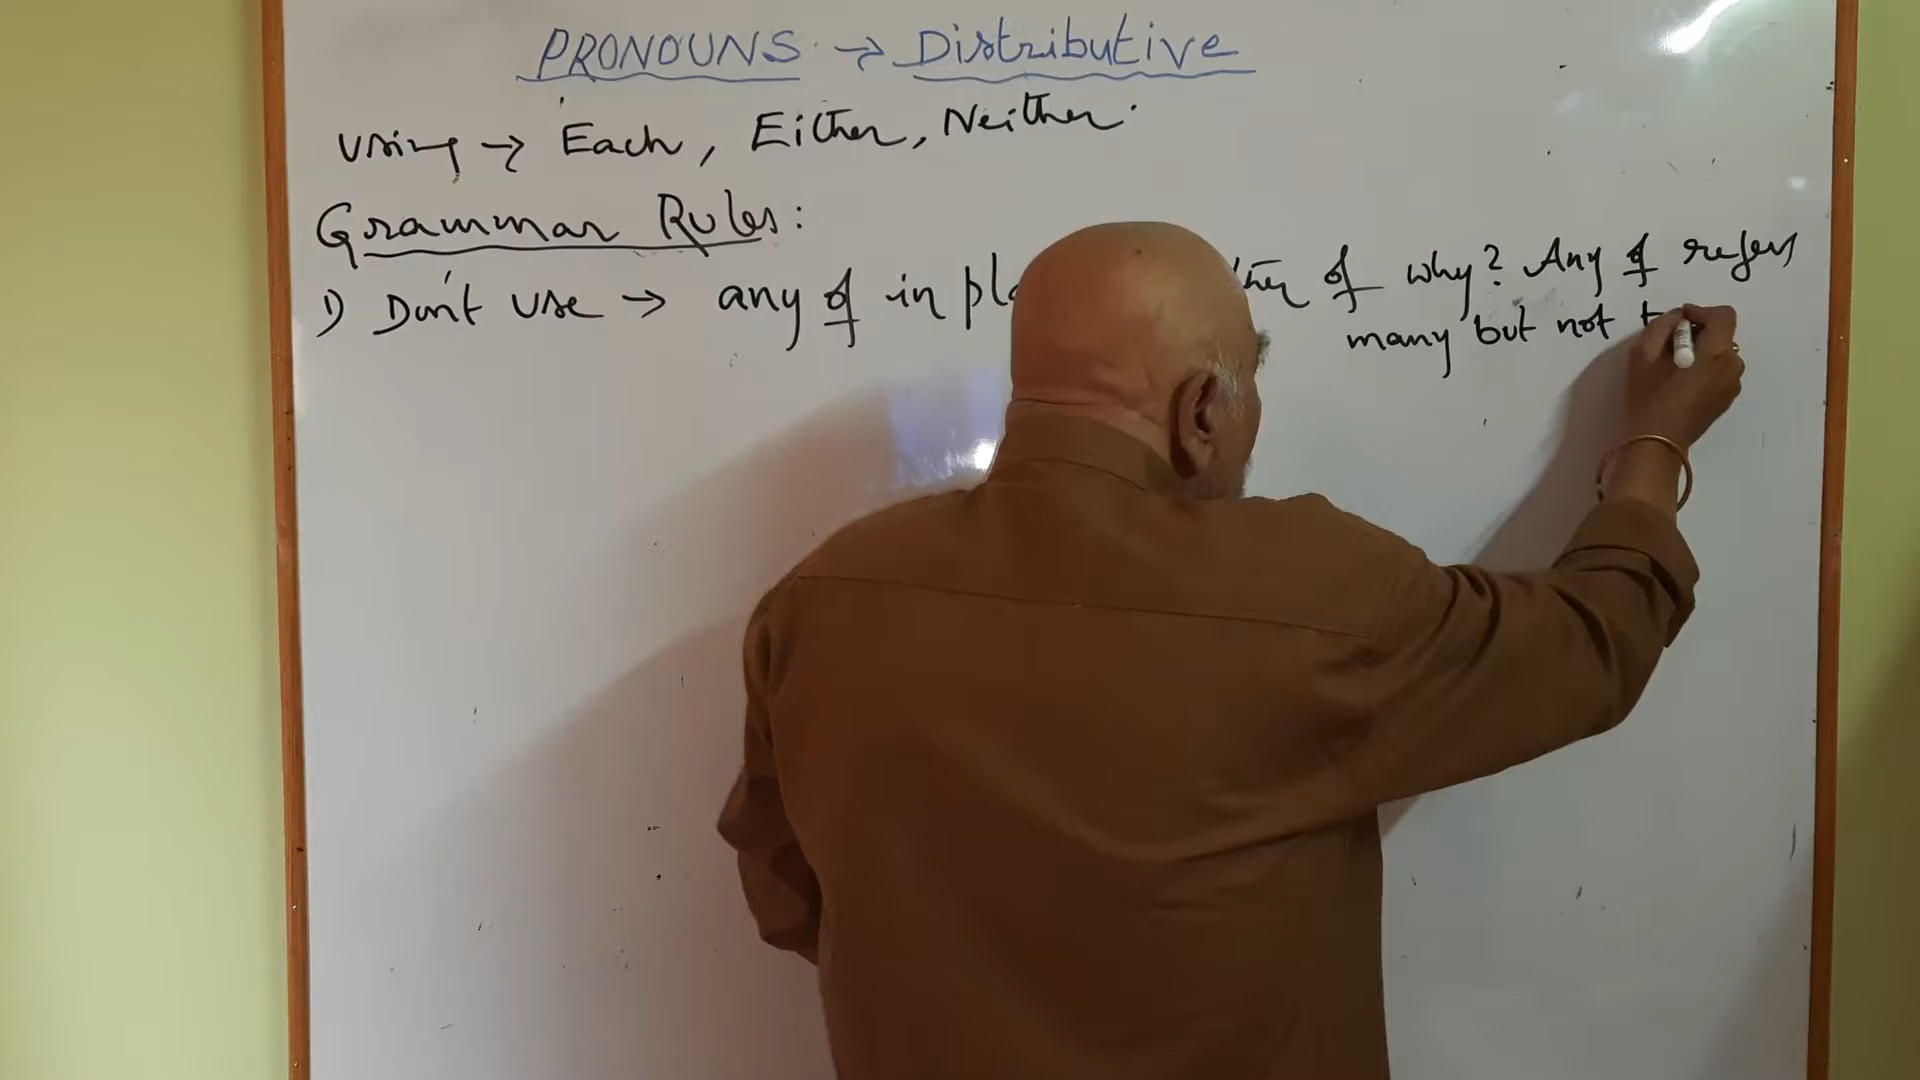 PRONOUNS → Distributive
Using → Each, Either, Neither.
Grammar Rules:
1) Don't Use → any of in of why? Any of refers
many but not